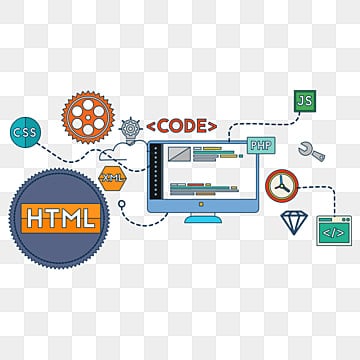 JS
CSS
<CODE>
PHP
XML
HTML
</>